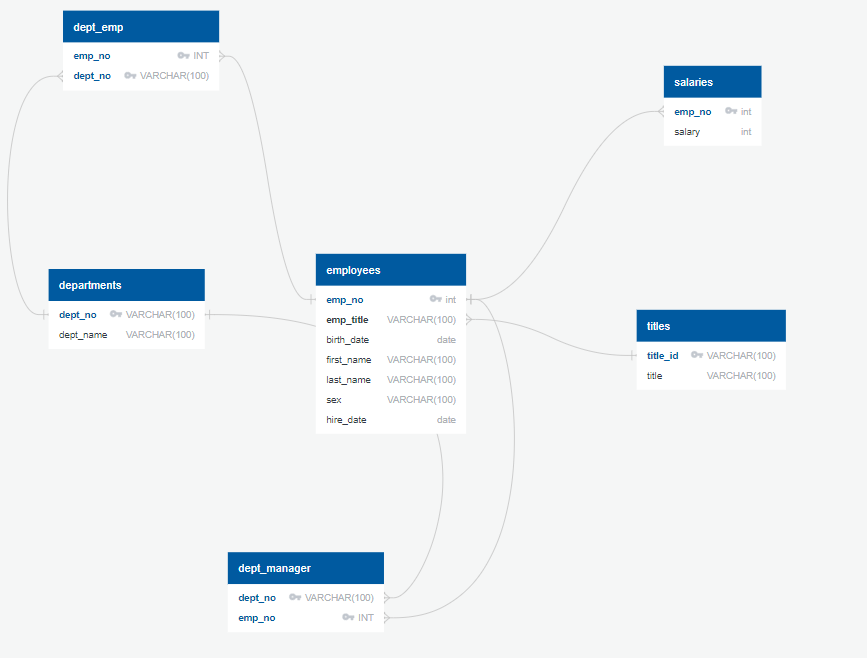 dept_emp
emp_no INT
dept_no VARCHAR(100)
salaries
emp_no int
salary int
employees
emp_no int
emp_title VARCHAR(100)
birth_date date
first_name VARCHAR(100)
last_name VARCHAR(100)
sex VARCHAR(100)
hire_date date
departments
dept_no VARCHAR(100)
dept_name VARCHAR(100)
titles
title_id VARCHAR(100)
title VARCHAR(100)
dept_manager
dept_no VARCHAR(100)
emp_no INT